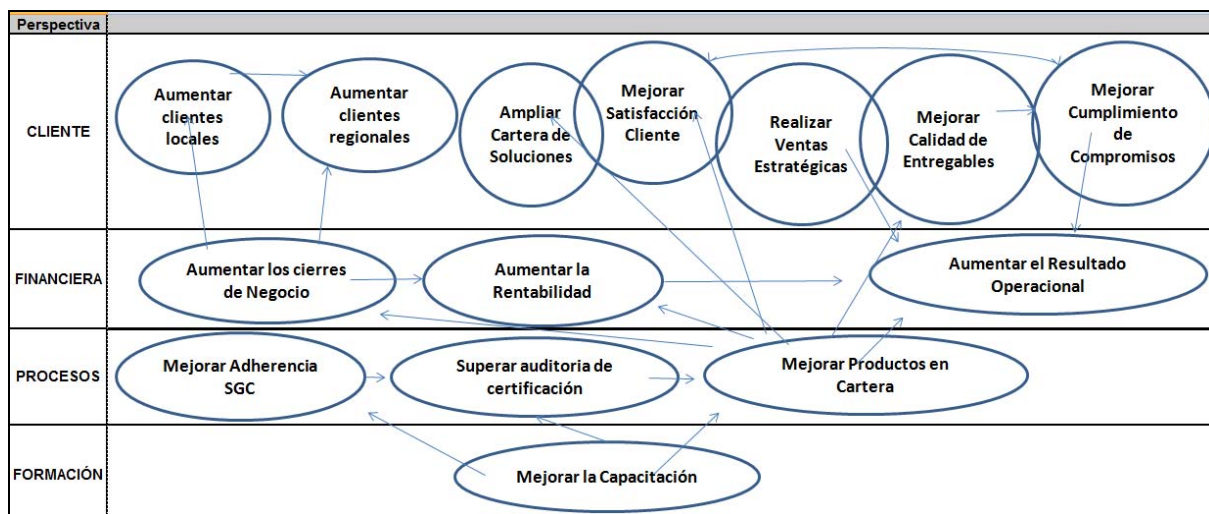 Perspectiva
CLIENTE
Aumentar
clientes
locales
Aumentar
clientes
regionales
Ampliar
Cartera de
Soluciones
Mejorar
Satisfacción
Cliente
Realizar
Ventas
Estratégicas
Mejorar
Calidad de
Entregables
Mejorar
Cumplimiento
de
Compromisos
FINANCIERA
Aumentar los cierres
de Negocio
Aumentar la
Rentabilidad
Aumentar el Resultado
Operacional
PROCESOS
Mejorar Adherencia
SGC
Superar auditoria de
certificación
Mejorar Productos en
Cartera
FORMACIÓN
Mejorar la Capacitación